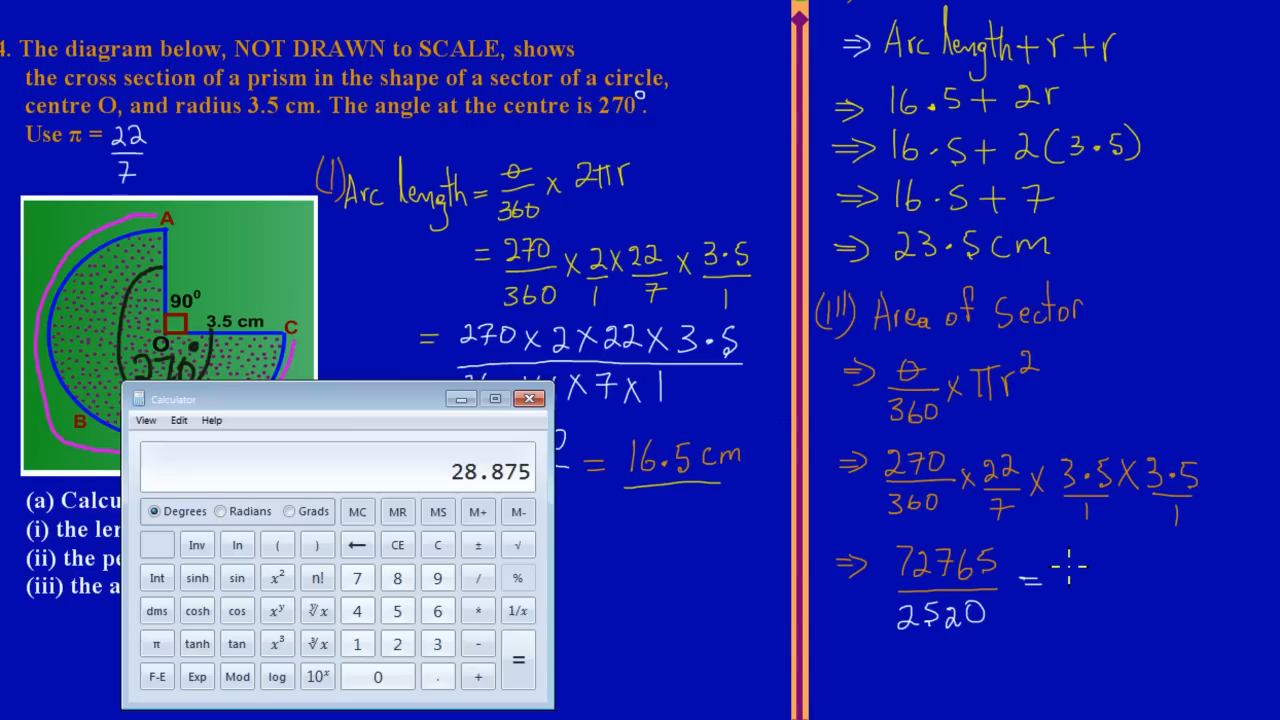 4. The diagram below, NOT DRAWN to SCALE, shows
the cross section of a prism in the shape of a sector of a circle,
centre O, and radius 3.5 cm. The angle at the centre is 270°.
Use π = 22/7
A
90⁰
3.5 cm
O
C
270°
B
(a) Calcu
(i) the len
(ii) the pe
(iii) the a
(I) Arc length = θ/360 × 2πr
= 270/360 × 2/1 × 22/7 × 3.5/1
= 270 × 2 × 22 × 3.5
× 7 × 1
= 16.5 cm
Calculator
View Edit Help
28.875
Degrees Radians Grads MC MR MS M+ M-
Inv ln ( ) ← CE C ± √
Int sinh sin x² n! 7 8 9 / %
dms cosh cos xʸ ʸ√x 4 5 6 * 1/x
π tanh tan x³ ³√x 1 2 3 - =
F-E Exp Mod log 10ˣ 0 . +
⇒ Arc length + r + r
⇒ 16.5 + 2r
⇒ 16.5 + 2(3.5)
⇒ 16.5 + 7
⇒ 23.5 cm
(III) Area of Sector
⇒ θ/360 × πr²
⇒ 270/360 × 22/7 × 3.5/1 × 3.5/1
⇒ 72765/2520 =